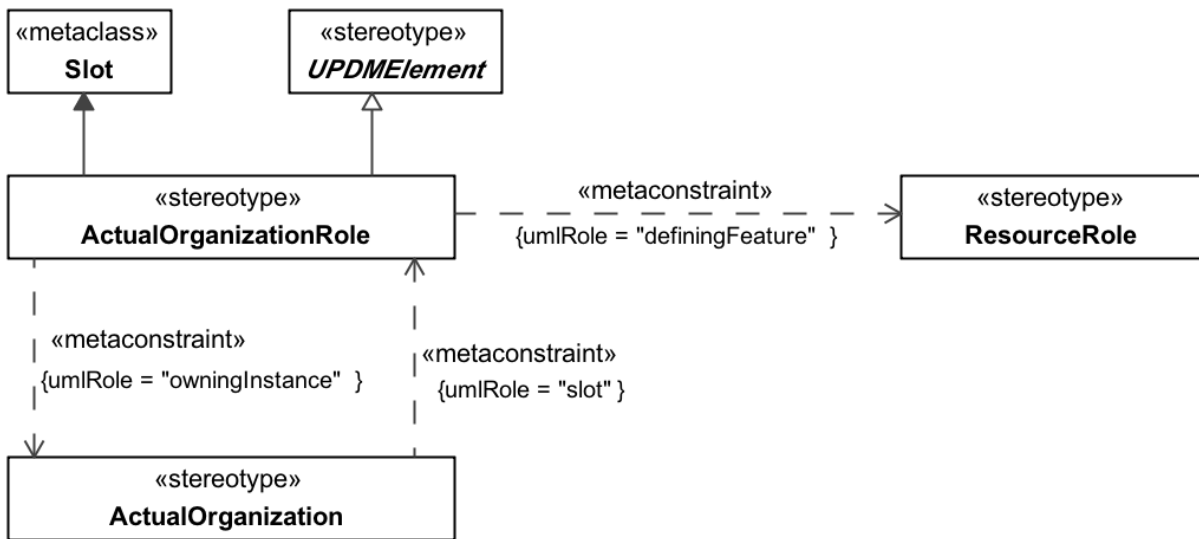 «metaclass»
Slot
«stereotype»
UPDMElement
«stereotype»
ActualOrganizationRole
«metaconstraint»
{umlRole = "definingFeature"  }
«stereotype»
ResourceRole
«metaconstraint»
{umlRole = "owningInstance"  }
«metaconstraint»
{umlRole = "slot" }
«stereotype»
ActualOrganization